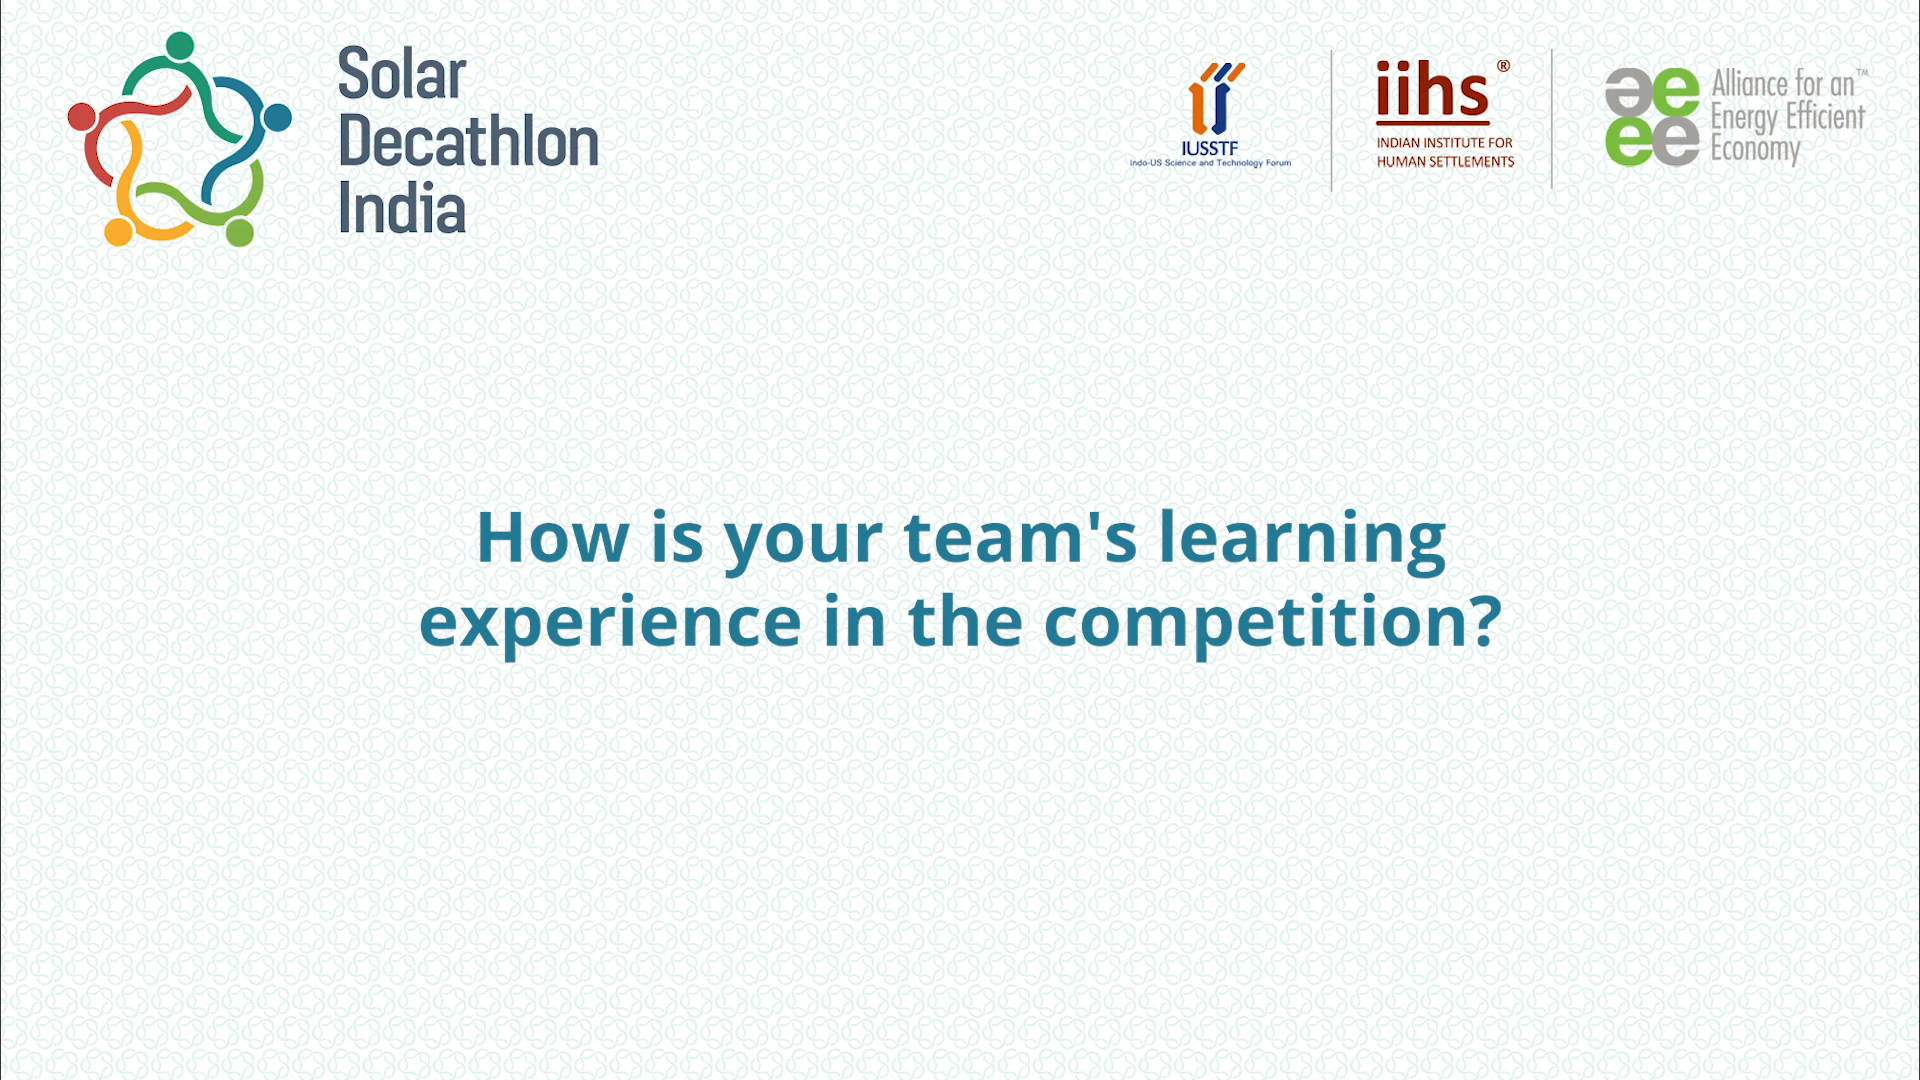 Solar
Decathlon
India
IUSSTF
Indo-US Science and Technology Forum
iihs®
INDIAN INSTITUTE FOR
HUMAN SETTLEMENTS
aeee
Alliance for an™
Energy Efficient
Economy
How is your team's learning
experience in the competition?